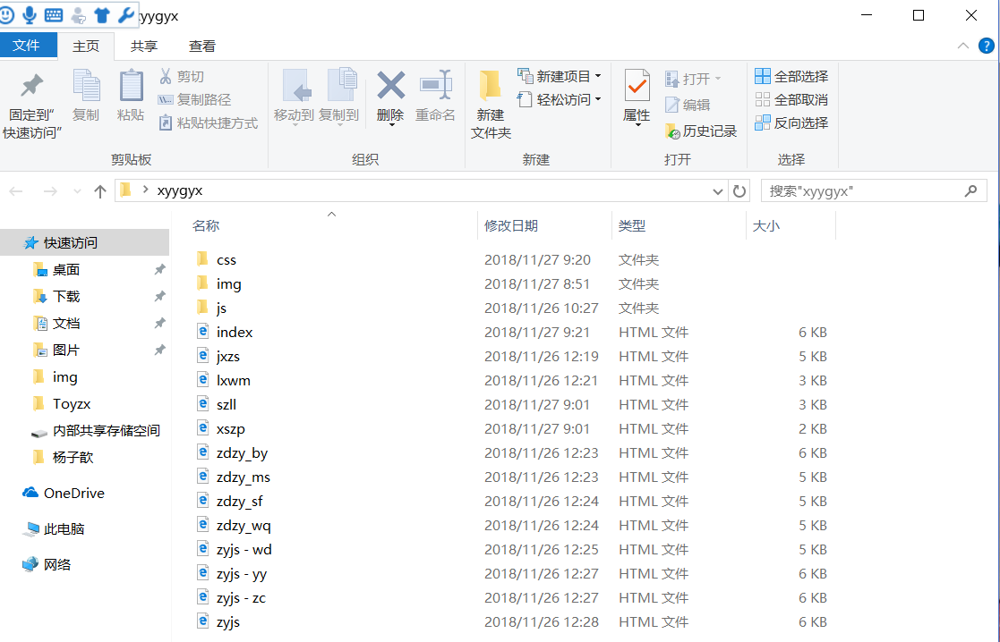 xyygyx
文件 主页 共享 查看
固定到"快速访问" 复制 粘贴 剪切 复制路径 粘贴快捷方式
剪贴板
移动到 复制到 删除 重命名
组织
新建文件夹 新建项目 轻松访问
新建
属性 打开 编辑 历史记录
打开
全部选择 全部取消 反向选择
选择
xyygyx
搜索"xyygyx"
快速访问
桌面
下载
文档
图片
img
Toyzx
内部共享存储空间
杨子歆
OneDrive
此电脑
网络
名称 修改日期 类型 大小
css 2018/11/27 9:20 文件夹
img 2018/11/27 8:51 文件夹
js 2018/11/26 10:27 文件夹
index 2018/11/27 9:21 HTML 文件 6 KB
jxzs 2018/11/26 12:19 HTML 文件 5 KB
lxwm 2018/11/26 12:21 HTML 文件 3 KB
szll 2018/11/27 9:01 HTML 文件 3 KB
xszp 2018/11/27 9:01 HTML 文件 2 KB
zdzy_by 2018/11/26 12:23 HTML 文件 6 KB
zdzy_ms 2018/11/26 12:23 HTML 文件 5 KB
zdzy_sf 2018/11/26 12:24 HTML 文件 5 KB
zdzy_wq 2018/11/26 12:24 HTML 文件 5 KB
zyjs - wd 2018/11/26 12:25 HTML 文件 5 KB
zyjs - yy 2018/11/26 12:27 HTML 文件 6 KB
zyjs - zc 2018/11/26 12:27 HTML 文件 6 KB
zyjs 2018/11/26 12:28 HTML 文件 6 KB